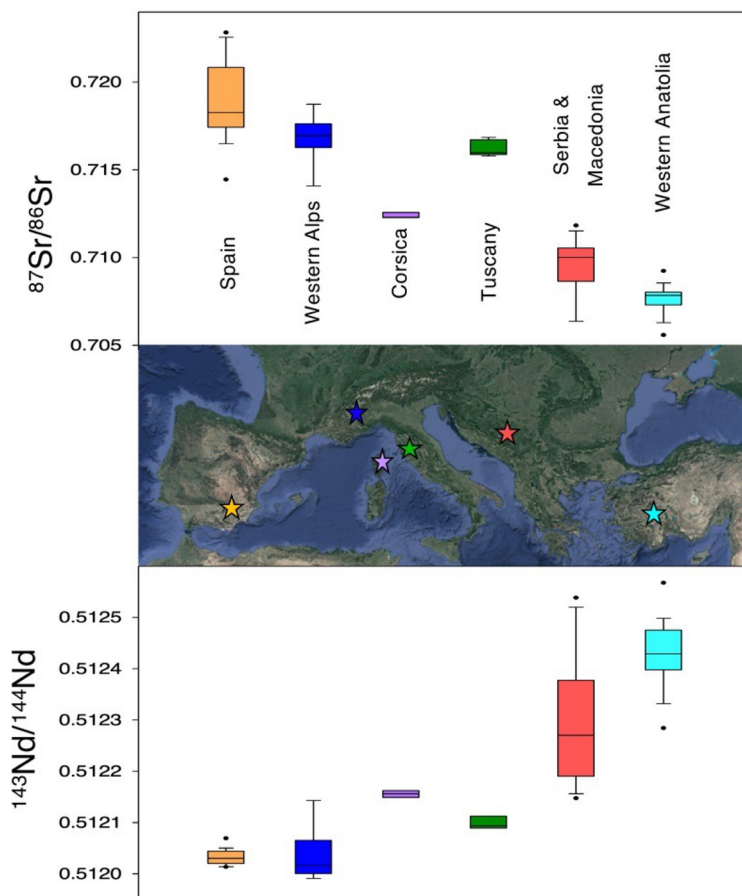 0.720
0.715
0.710
0.705
87Sr/86Sr
Spain
Western Alps
Corsica
Tuscany
Serbia &
Macedonia
Western Anatolia
0.5125
0.5124
0.5123
0.5122
0.5121
0.5120
143Nd/144Nd